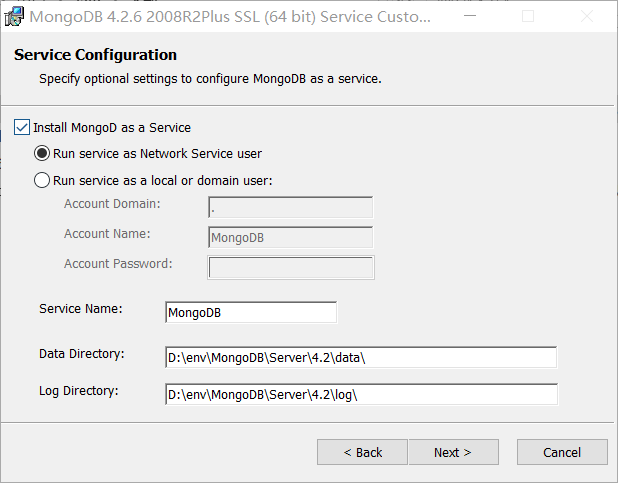 MongoDB 4.2.6 2008R2Plus SSL (64 bit) Service Custo...
Service Configuration
Specify optional settings to configure MongoDB as a service.
Install MongoD as a Service
Run service as Network Service user
Run service as a local or domain user:
Account Domain: .
Account Name: MongoDB
Account Password:
Service Name: MongoDB
Data Directory: D:\env\MongoDB\Server\4.2\data\
Log Directory: D:\env\MongoDB\Server\4.2\log\
< Back Next > Cancel